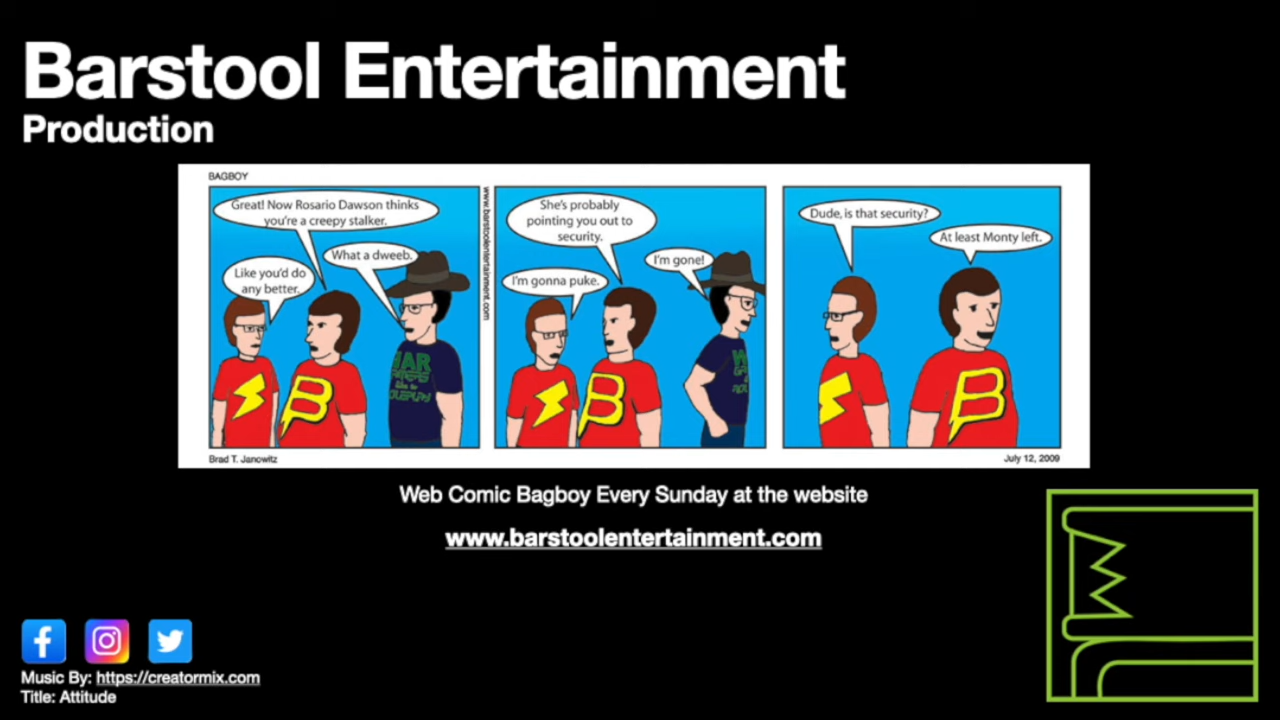 Barstool Entertainment
Production
BAGBOY
Great! Now Rosario Dawson thinks
you're a creepy stalker.
What a dweeb.
Like you'd do
any better.
www.barstoolentertainment.com
She's probably
pointing you out to
security.
I'm gone!
I'm gonna puke.
Dude, is that security?
At least Monty left.
B
B
B
Brad T. Janowitz
July 12, 2009
Web Comic Bagboy Every Sunday at the website
www.barstoolentertainment.com
Music By: https://creatormix.com
Title: Attitude